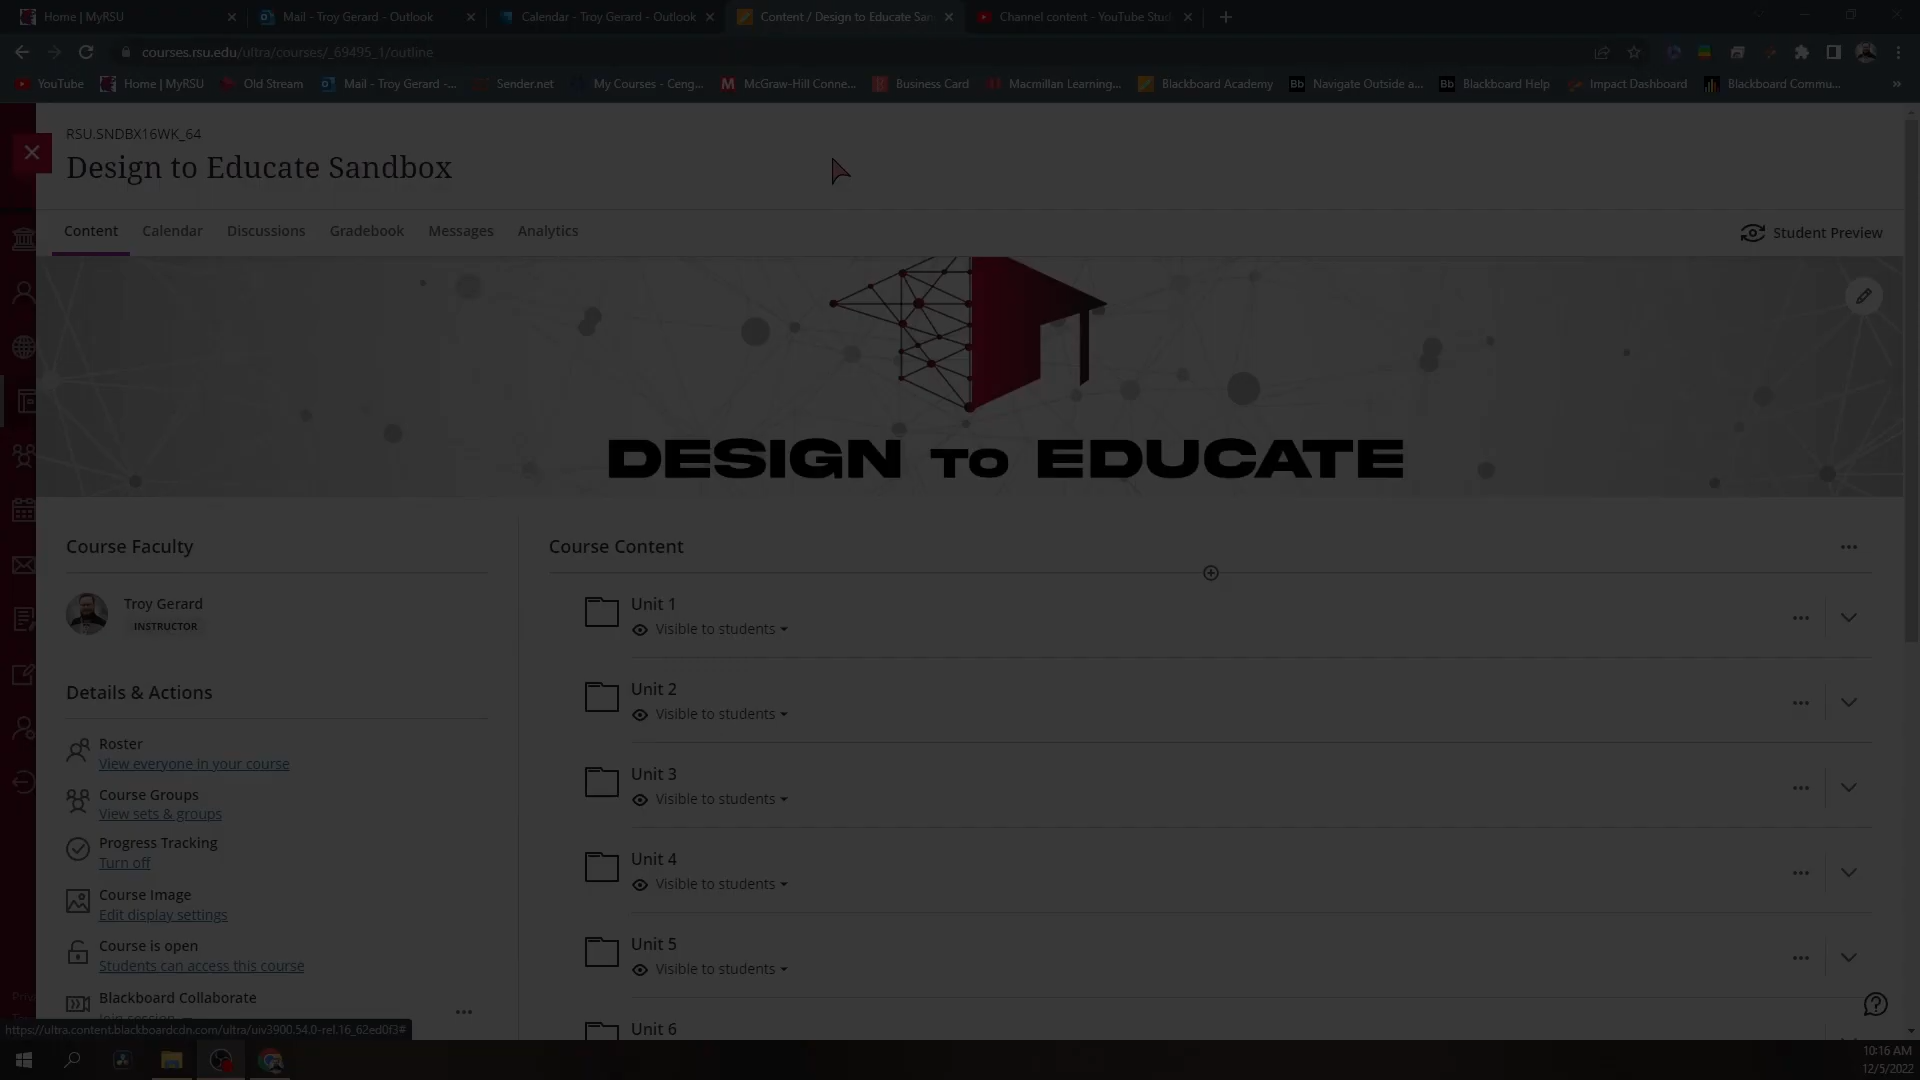 Home | MyRSU
Mail - Troy Gerard - Outlook
Calendar - Troy Gerard - Outlook
Content / Design to Educate San
Channel content - YouTube Stud
courses.rsu.edu/ultra/courses/_69495_1/outline
YouTube
Home | MyRSU
Old Stream
Mail - Troy Gerard -...
Sender.net
My Courses - Ceng...
McGraw-Hill Conne...
Business Card
Macmillan Learning...
Blackboard Academy
Bb Navigate Outside a...
Bb Blackboard Help
Impact Dashboard
Blackboard Commu...
RSU.SNDBX16WK_64
Design to Educate Sandbox
Content
Calendar
Discussions
Gradebook
Messages
Analytics
Student Preview
DESIGN TO EDUCATE
Course Faculty
Troy Gerard
INSTRUCTOR
Details & Actions
Roster
View everyone in your course
Course Groups
View sets & groups
Progress Tracking
Turn off
Course Image
Edit display settings
Course is open
Students can access this course
Blackboard Collaborate
Join session
Course Content
Unit 1
Visible to students
Unit 2
Visible to students
Unit 3
Visible to students
Unit 4
Visible to students
Unit 5
Visible to students
Unit 6
https://ultra.content.blackboardcdn.com/ultra/uiv3900.54.0-rel.16_62ed0f3#
10:16 AM
12/5/2022